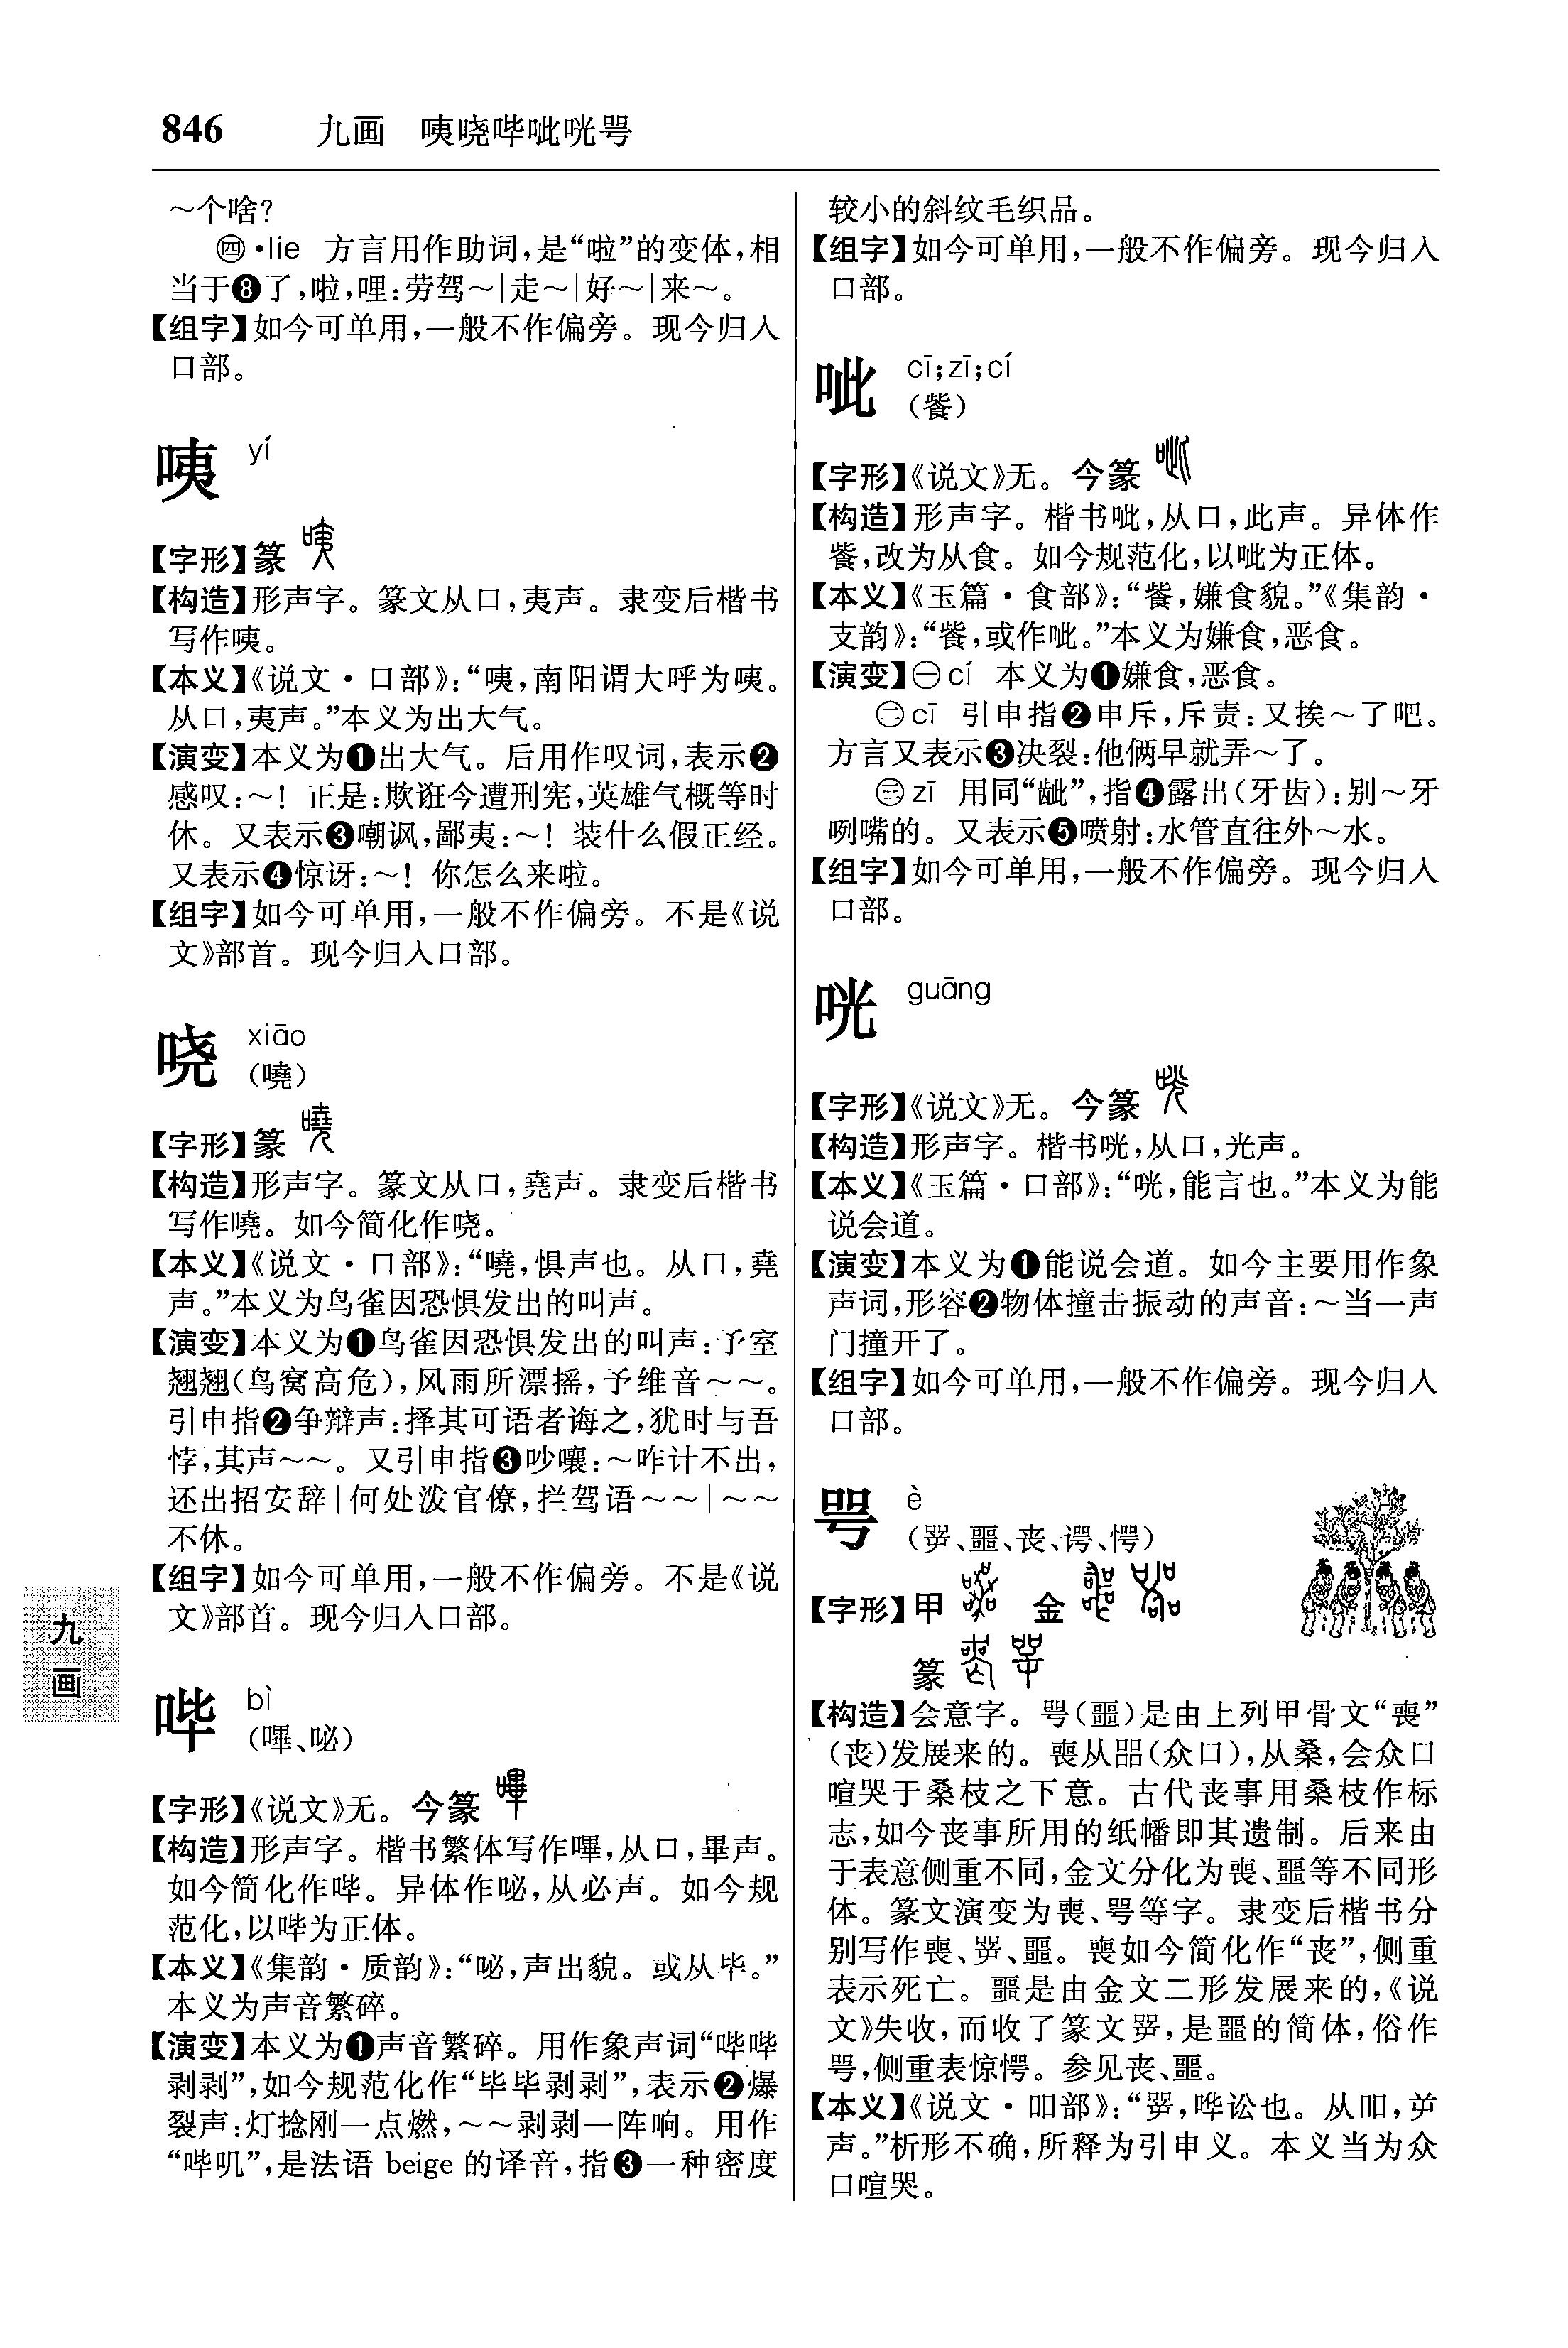 846 九画 咦哓哔呲咣咢
～个啥？
㊃·lie 方言用作助词，是“啦”的变体，相
当于❽了，啦，哩：劳驾～|走～|好～|来～。
【组字】如今可单用，一般不作偏旁。现今归入
口部。
咦 yí
【字形】篆
【构造】形声字。篆文从口，夷声。隶变后楷书
写作咦。
【本义】《说文·口部》：“咦，南阳谓大呼为咦。
从口，夷声。”本义为出大气。
【演变】本义为❶出大气。后用作叹词，表示❷
感叹：～！正是：欺诳今遭刑宪，英雄气概等时
休。又表示❸嘲讽，鄙夷：～！装什么假正经。
又表示❹惊讶：～！你怎么来啦。
【组字】如今可单用，一般不作偏旁。不是《说
文》部首。现今归入口部。
哓 xiāo
（嘵）
【字形】篆
【构造】形声字。篆文从口，堯声。隶变后楷书
写作嘵。如今简化作哓。
【本义】《说文·口部》：“嘵，惧声也。从口，堯
声。”本义为鸟雀因恐惧发出的叫声。
【演变】本义为❶鸟雀因恐惧发出的叫声：予室
翘翘（鸟窝高危），风雨所漂摇，予维音～～。
引申指❷争辩声：择其可语者诲之，犹时与吾
悖，其声～～。又引申指❸吵嚷：～咋计不出，
还出招安辞|何处泼官僚，拦驾语～～|～～
不休。
【组字】如今可单用，一般不作偏旁。不是《说
文》部首。现今归入口部。
九画
哔 bì
（嗶、咇）
【字形】《说文》无。今篆
【构造】形声字。楷书繁体写作嗶，从口，畢声。
如今简化作哔。异体作咇，从必声。如今规
范化，以哔为正体。
【本义】《集韵·质韵》：“咇，声出貌。或从毕。”
本义为声音繁碎。
【演变】本义为❶声音繁碎。用作象声词“哔哔
剥剥”，如今规范化作“毕毕剥剥”，表示❷爆
裂声：灯捻刚一点燃，～～剥剥一阵响。用作
“哔叽”，是法语 beige 的译音，指❸一种密度
较小的斜纹毛织品。
【组字】如今可单用，一般不作偏旁。现今归入
口部。
呲 cī；zī；cí
（飺）
【字形】《说文》无。今篆
【构造】形声字。楷书呲，从口，此声。异体作
飺，改为从食。如今规范化，以呲为正体。
【本义】《玉篇·食部》：“飺，嫌食貌。”《集韵·
支韵》：“飺，或作呲。”本义为嫌食，恶食。
【演变】㊀cí 本义为❶嫌食，恶食。
㊁cī 引申指❷申斥，斥责：又挨～了吧。
方言又表示❸决裂：他俩早就弄～了。
㊂zī 用同“龇”，指❹露出（牙齿）：别～牙
咧嘴的。又表示❺喷射：水管直往外～水。
【组字】如今可单用，一般不作偏旁。现今归入
口部。
咣 guāng
【字形】《说文》无。今篆
【构造】形声字。楷书咣，从口，光声。
【本义】《玉篇·口部》：“咣，能言也。”本义为能
说会道。
【演变】本义为❶能说会道。如今主要用作象
声词，形容❷物体撞击振动的声音：～当一声
门撞开了。
【组字】如今可单用，一般不作偏旁。现今归入
口部。
咢 è
（㖾、噩、丧、谔、愕）
【字形】甲 金
篆
【构造】会意字。咢（噩）是由上列甲骨文“喪”
（丧）发展来的。喪从㗊（众口），从桑，会众口
喧哭于桑枝之下意。古代丧事用桑枝作标
志，如今丧事所用的纸幡即其遗制。后来由
于表意侧重不同，金文分化为喪、噩等不同形
体。篆文演变为喪、咢等字。隶变后楷书分
别写作喪、㖾、噩。喪如今简化作“丧”，侧重
表示死亡。噩是由金文二形发展来的，《说
文》失收，而收了篆文㖾，是噩的简体，俗作
咢，侧重表惊愕。参见丧、噩。
【本义】《说文·吅部》：“㖾，哗讼也。从吅，屰
声。”析形不确，所释为引申义。本义当为众
口喧哭。